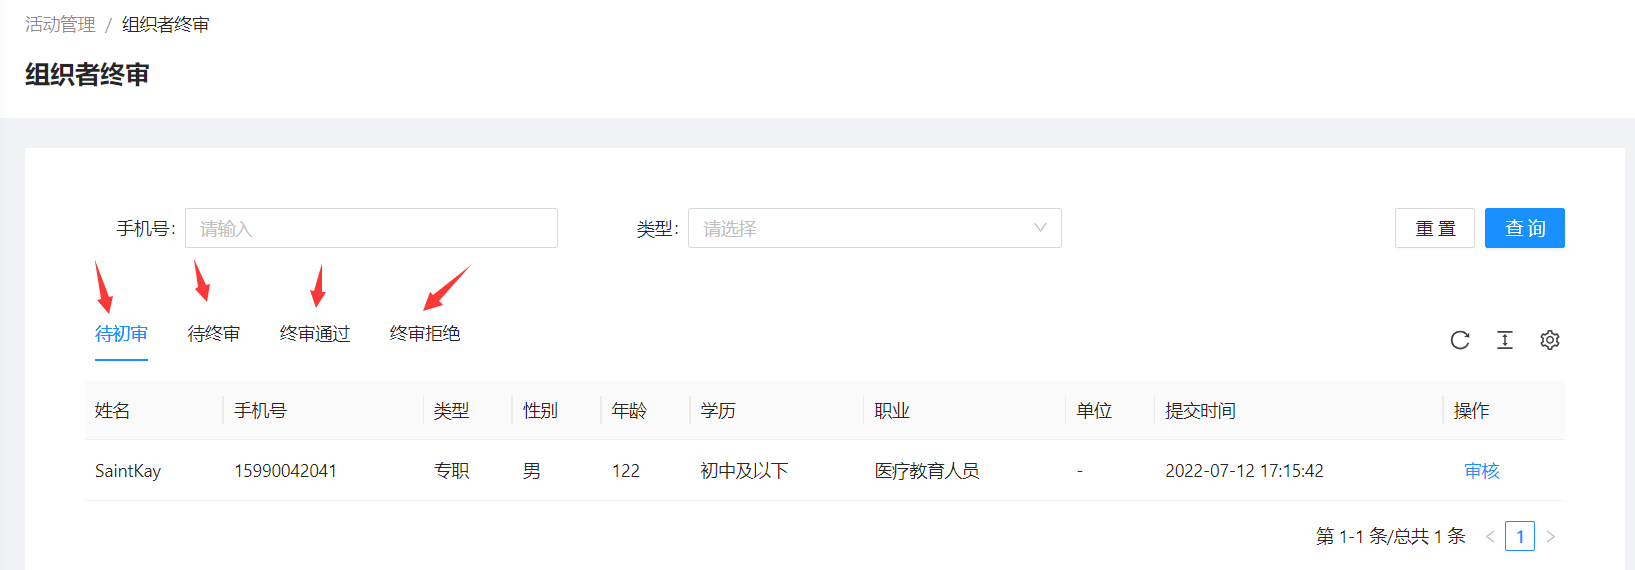 活动管理 / 组织者终审
组织者终审
手机号: 请输入 类型: 请选择 重置 查询
待初审 待终审 终审通过 终审拒绝
姓名 手机号 类型 性别 年龄 学历 职业 单位 提交时间 操作
SaintKay 15990042041 专职 男 122 初中及以下 医疗教育人员 - 2022-07-12 17:15:42 审核
第 1-1 条/总共 1 条 < 1 >